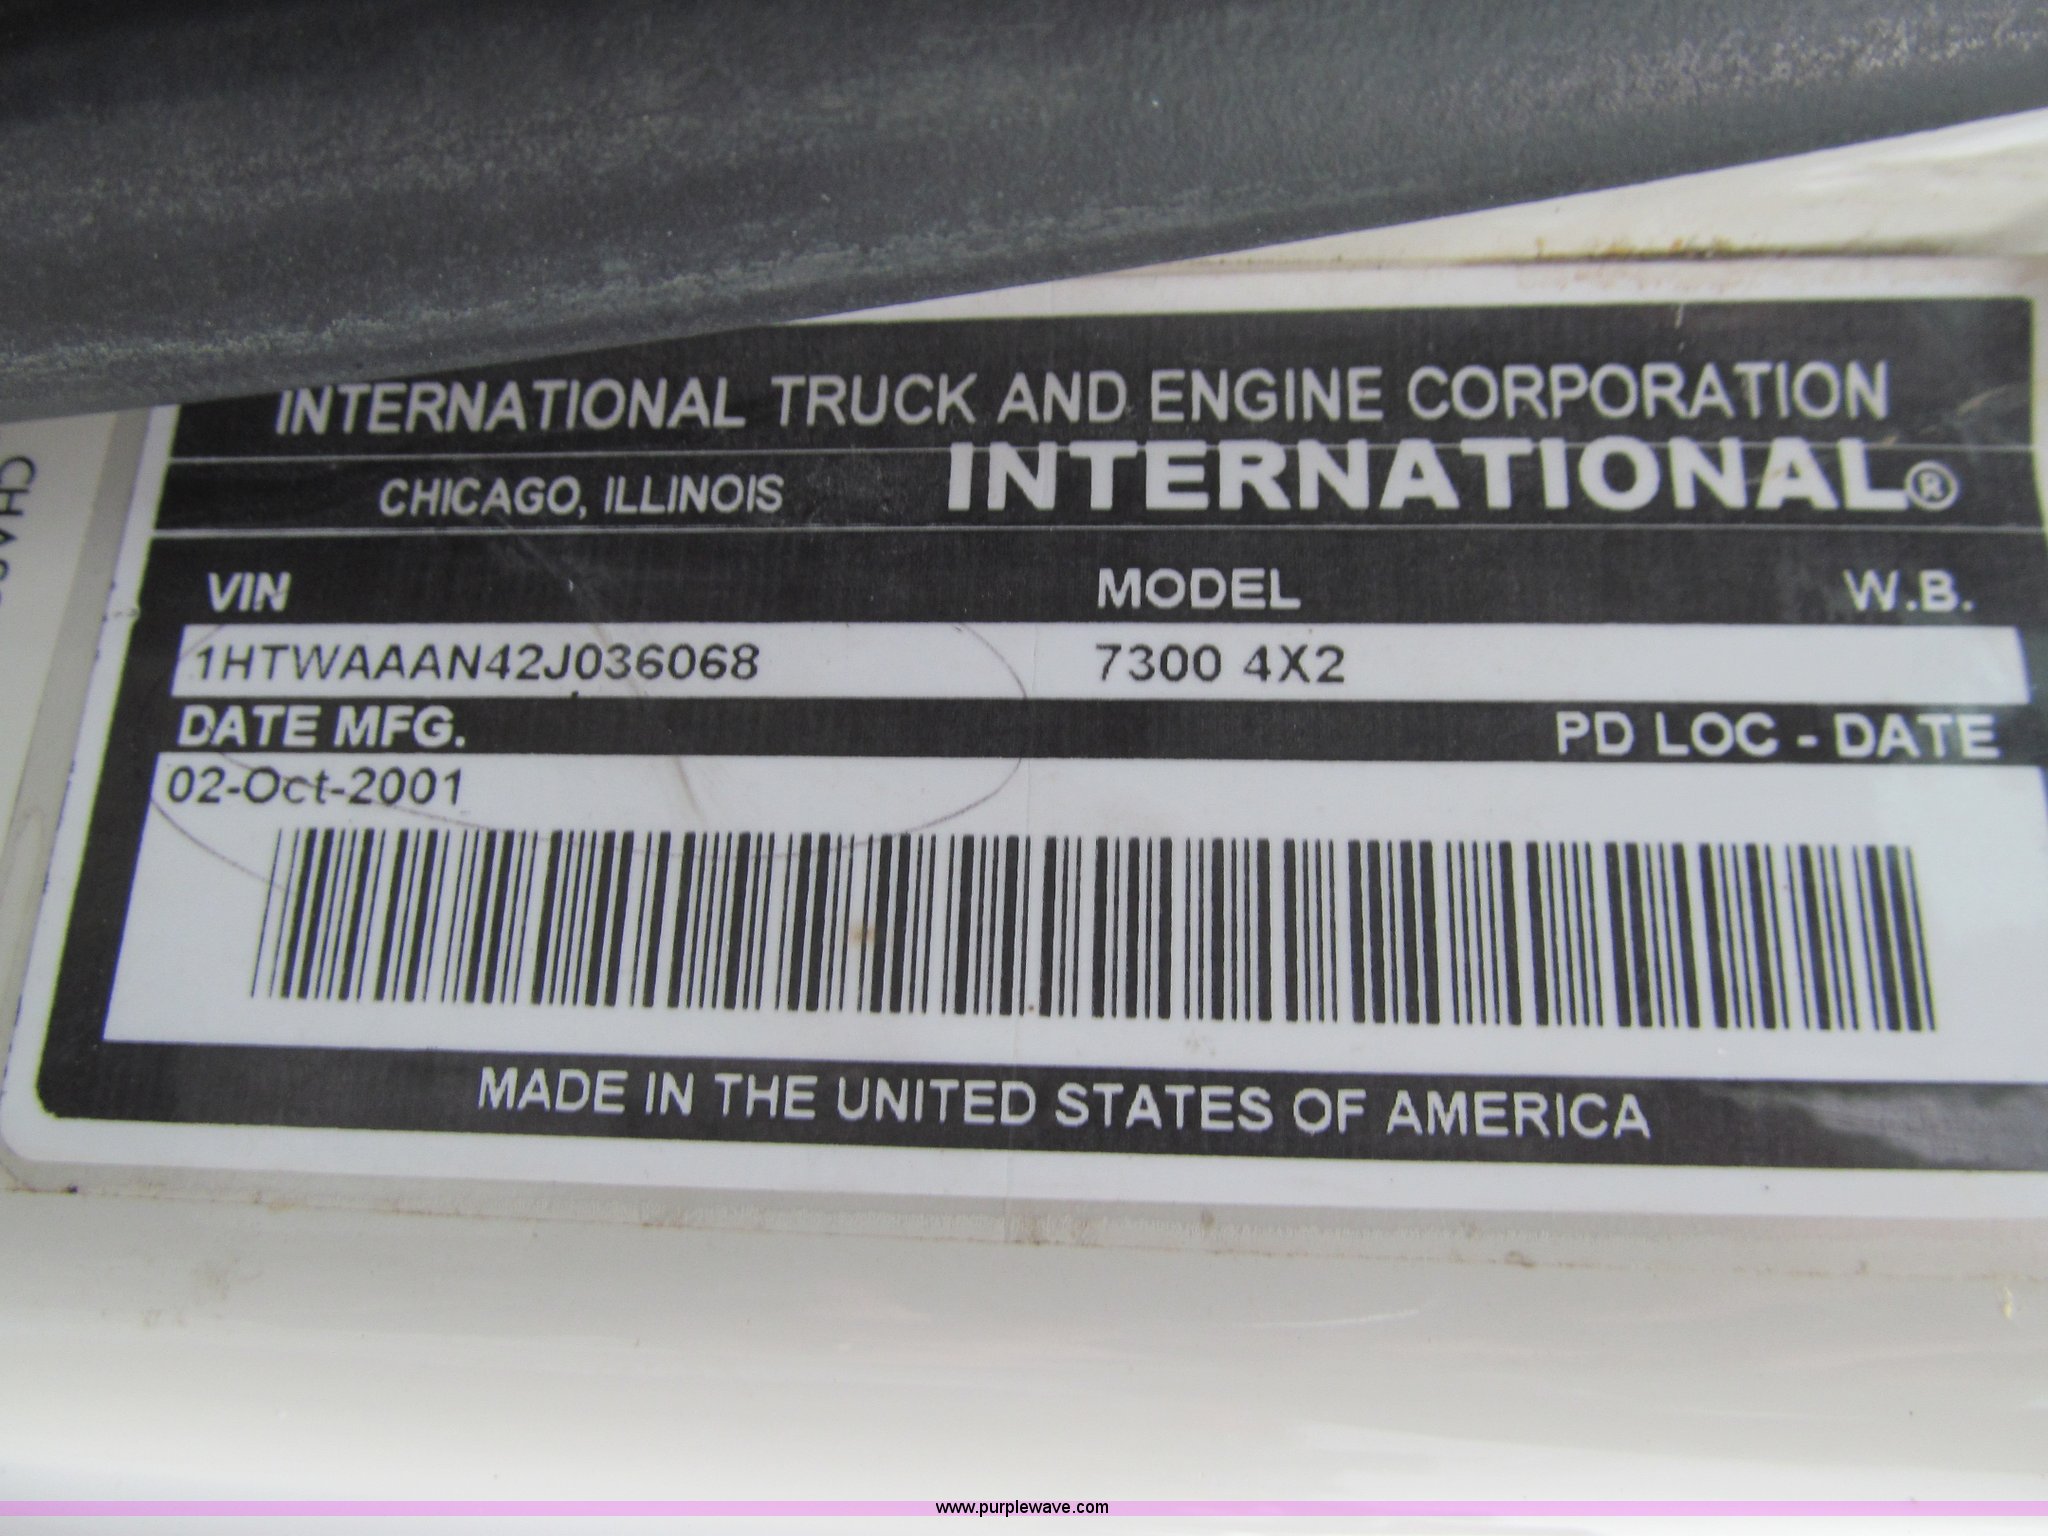 INTERNATIONAL TRUCK AND ENGINE CORPORATION
CHICAGO, ILLINOIS INTERNATIONAL®
VIN MODEL W.B.
1HTWAAAN42J036068 7300 4X2
DATE MFG. PD LOC - DATE
02-Oct-2001
MADE IN THE UNITED STATES OF AMERICA
www.purplewave.com